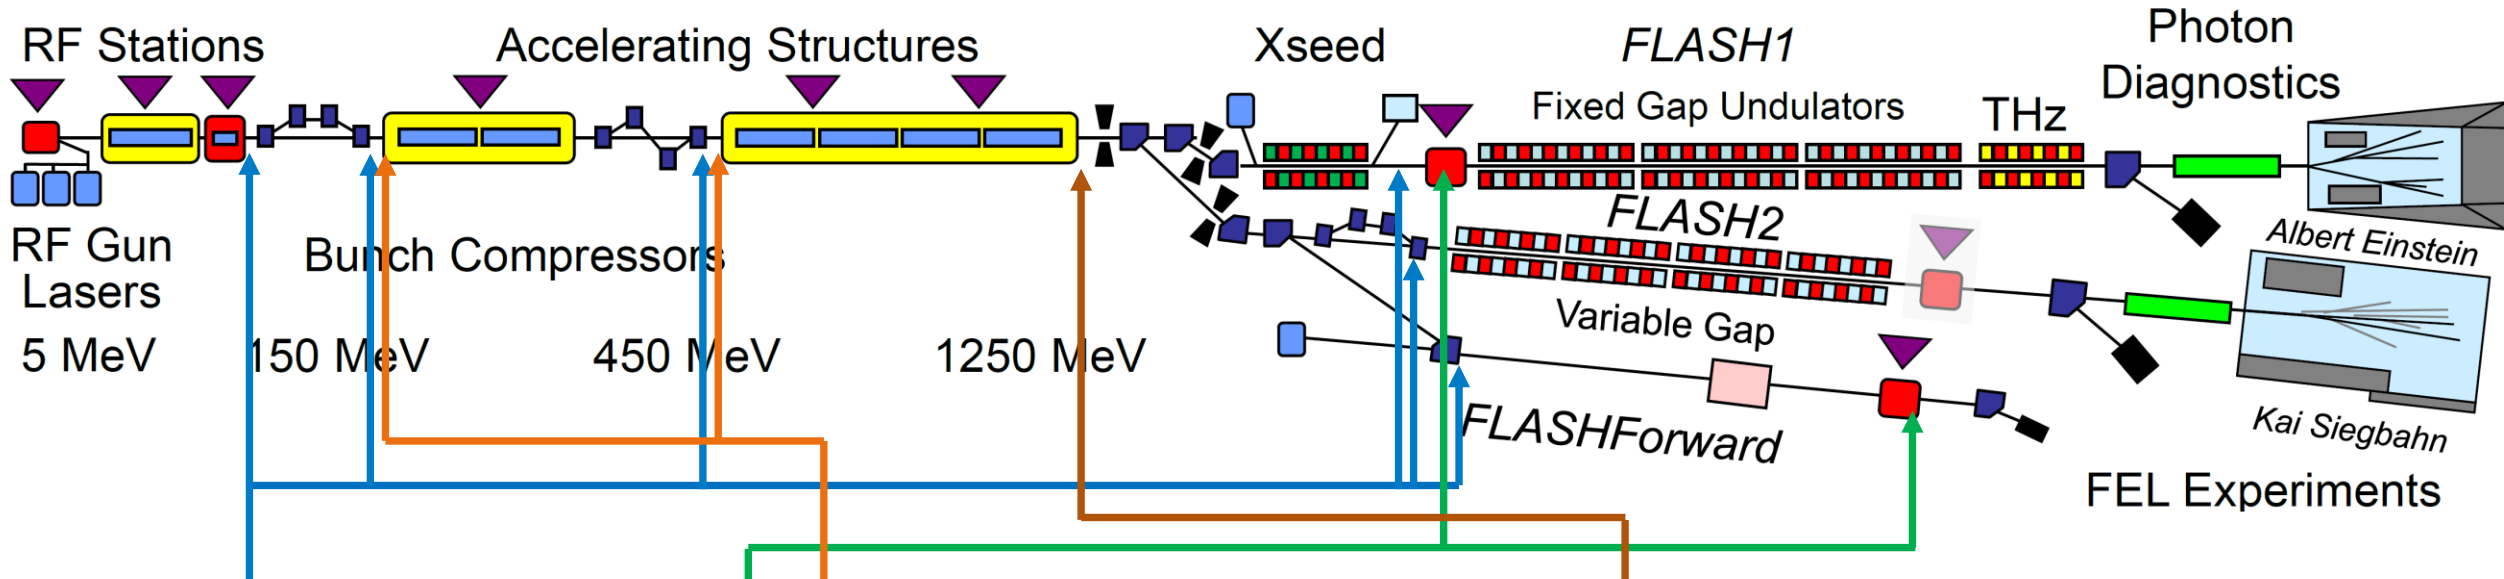 RF Stations
Accelerating Structures
Xseed
FLASH1
Photon
Diagnostics
Fixed Gap Undulators
THz
RF Gun
Lasers
Bunch Compressors
FLASH2
Albert Einstein
Variable Gap
5 MeV
150 MeV
450 MeV
1250 MeV
FLASHForward
Kai Siegbahn
FEL Experiments